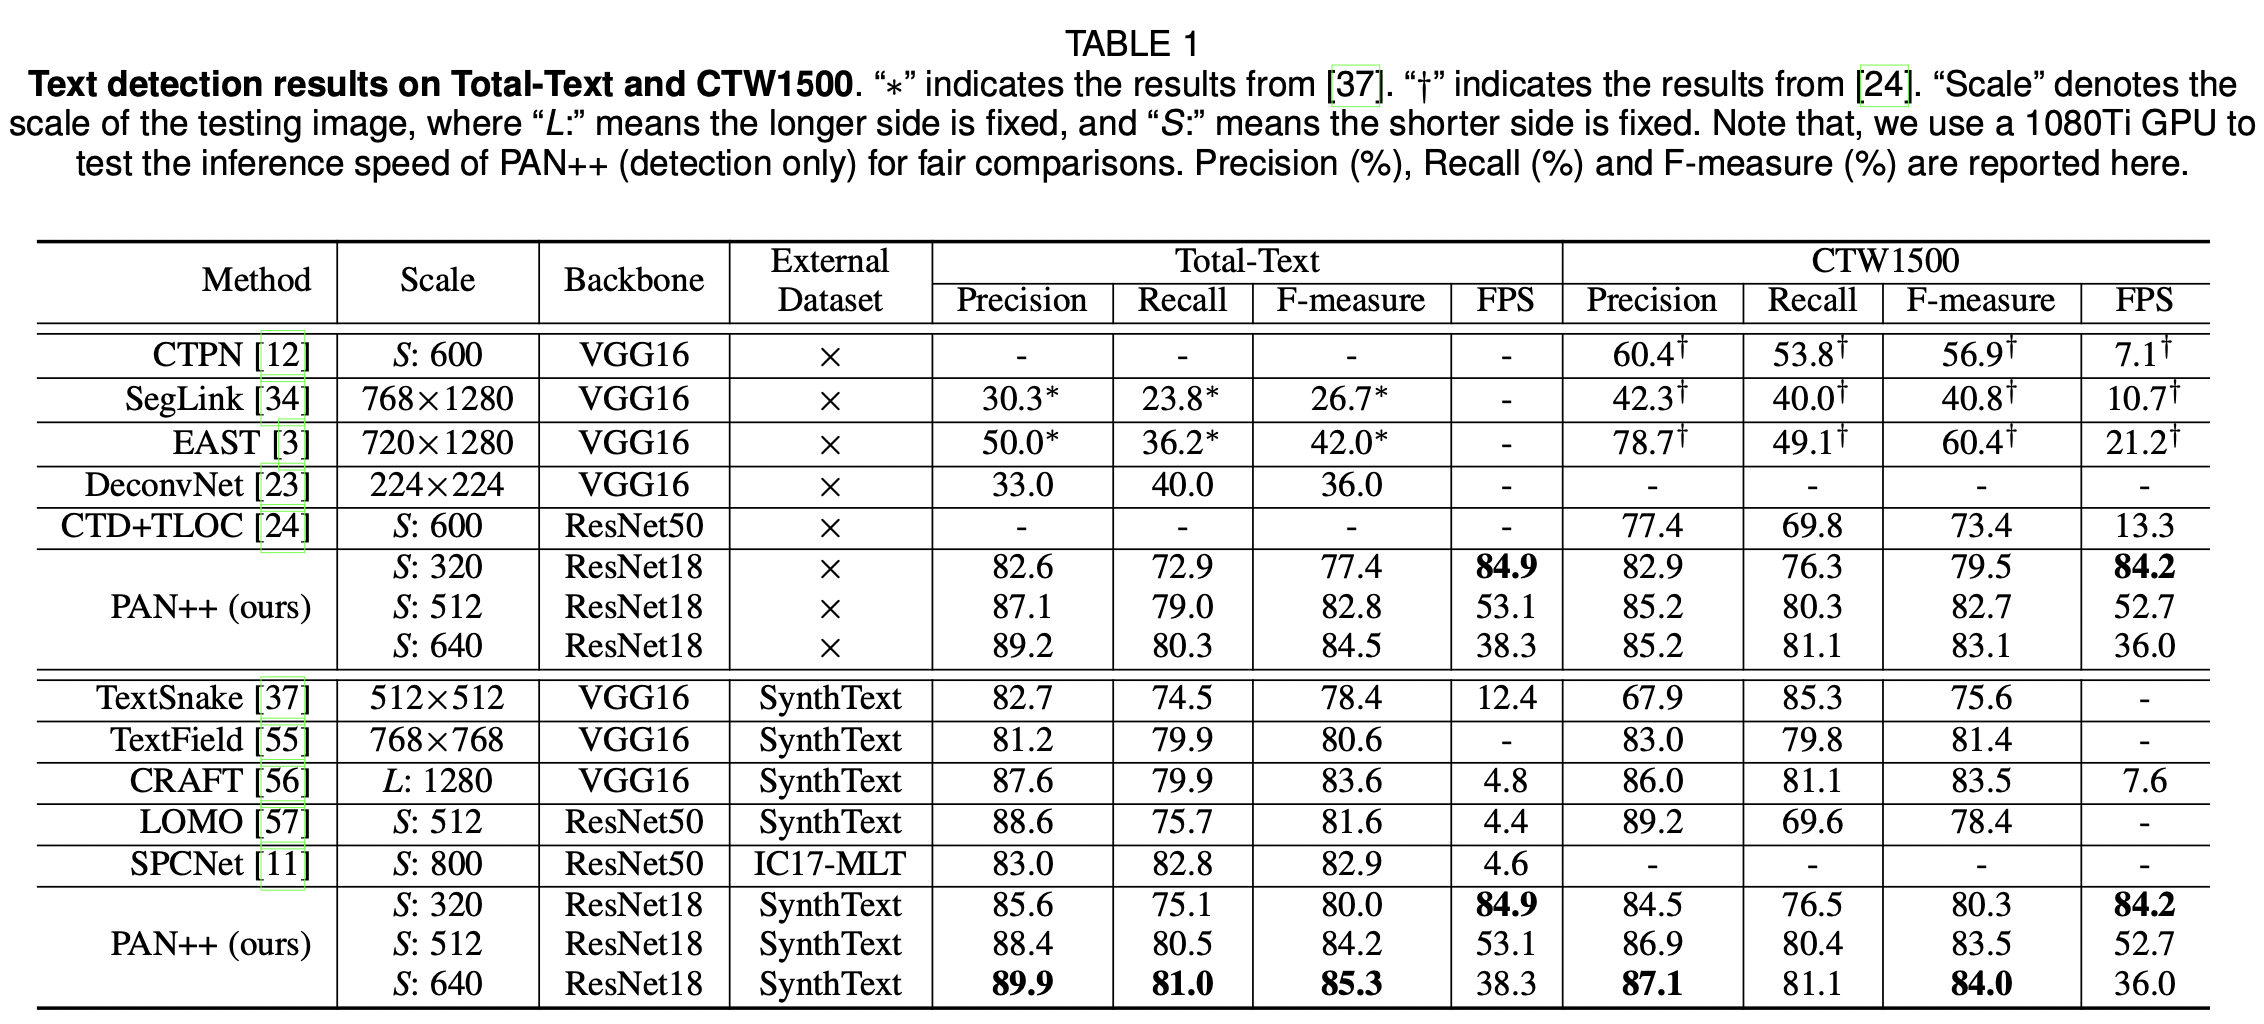 TABLE 1
Text detection results on Total-Text and CTW1500. “∗” indicates the results from [37]. “†” indicates the results from [24]. “Scale” denotes the
scale of the testing image, where “L:” means the longer side is fixed, and “S:” means the shorter side is fixed. Note that, we use a 1080Ti GPU to
test the inference speed of PAN++ (detection only) for fair comparisons. Precision (%), Recall (%) and F-measure (%) are reported here.
Method Scale Backbone External Dataset Total-Text CTW1500
Precision Recall F-measure FPS Precision Recall F-measure FPS
CTPN [12] S: 600 VGG16 × - - - - 60.4† 53.8† 56.9† 7.1†
SegLink [34] 768×1280 VGG16 × 30.3∗ 23.8∗ 26.7∗ - 42.3† 40.0† 40.8† 10.7†
EAST [3] 720×1280 VGG16 × 50.0∗ 36.2∗ 42.0∗ - 78.7† 49.1† 60.4† 21.2†
DeconvNet [23] 224×224 VGG16 × 33.0 40.0 36.0 - - - - -
CTD+TLOC [24] S: 600 ResNet50 × - - - - 77.4 69.8 73.4 13.3
S: 320 ResNet18 × 82.6 72.9 77.4 84.9 82.9 76.3 79.5 84.2
PAN++ (ours) S: 512 ResNet18 × 87.1 79.0 82.8 53.1 85.2 80.3 82.7 52.7
S: 640 ResNet18 × 89.2 80.3 84.5 38.3 85.2 81.1 83.1 36.0
TextSnake [37] 512×512 VGG16 SynthText 82.7 74.5 78.4 12.4 67.9 85.3 75.6 -
TextField [55] 768×768 VGG16 SynthText 81.2 79.9 80.6 - 83.0 79.8 81.4 -
CRAFT [56] L: 1280 VGG16 SynthText 87.6 79.9 83.6 4.8 86.0 81.1 83.5 7.6
LOMO [57] S: 512 ResNet50 SynthText 88.6 75.7 81.6 4.4 89.2 69.6 78.4 -
SPCNet [11] S: 800 ResNet50 IC17-MLT 83.0 82.8 82.9 4.6 - - - -
S: 320 ResNet18 SynthText 85.6 75.1 80.0 84.9 84.5 76.5 80.3 84.2
PAN++ (ours) S: 512 ResNet18 SynthText 88.4 80.5 84.2 53.1 86.9 80.4 83.5 52.7
S: 640 ResNet18 SynthText 89.9 81.0 85.3 38.3 87.1 81.1 84.0 36.0